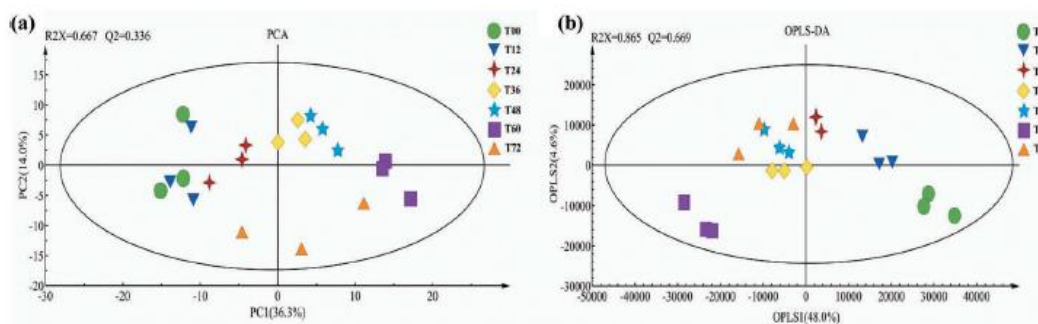 (a)
R2X=0.667 Q2=0.336
PCA
T00
T12
T24
T36
T48
T60
T72
PC2(14.0%)
20
15
10
5
0
-5
-10
-15
-20
-30
-20
-10
0
10
20
PC1(36.3%)
(b)
R2X=0.865 Q2=0.669
OPLS-DA
T
T
T
T
T
T
T
OPLS2(4.6%)
30000
20000
10000
0
-10000
-20000
-30000
-50000
-40000
-30000
-20000
-10000
0
10000
20000
30000
40000
OPLS1(48.0%)